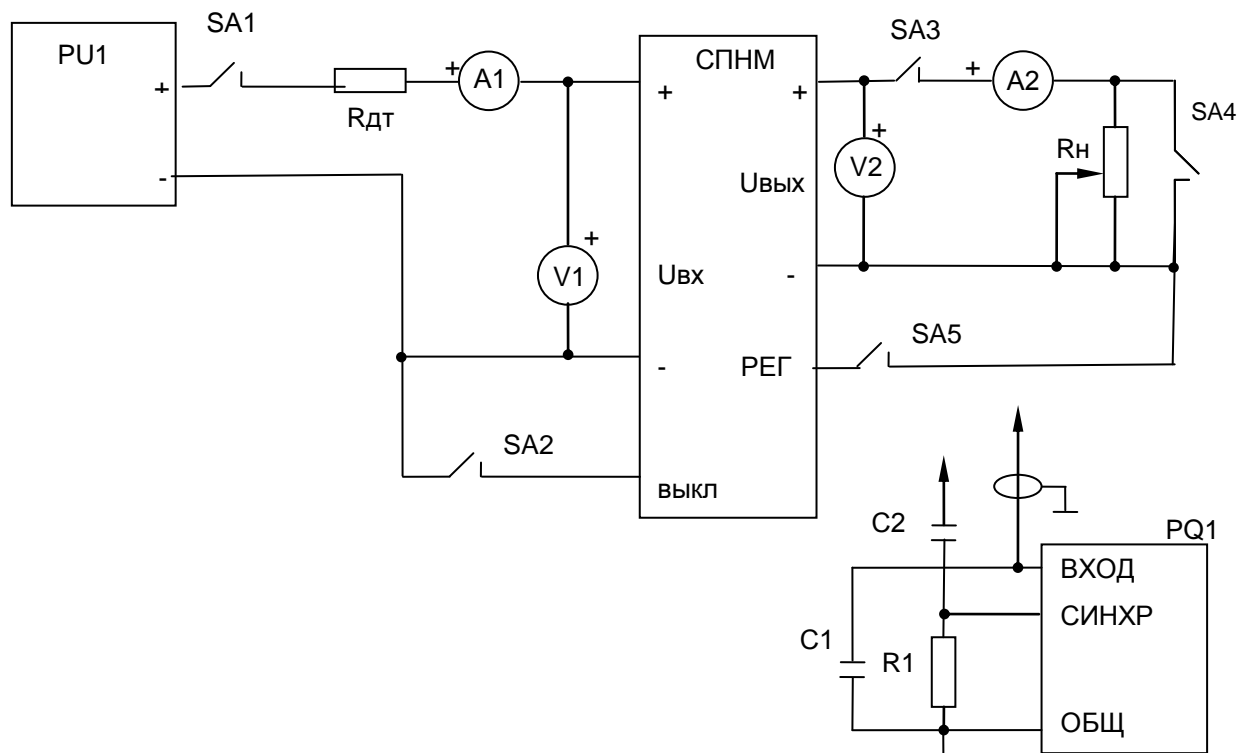 SA1
PU1
+
-
Rдт
+
A1
СПНМ
+
+
SA3
+
A2
SA4
+
V2
Rн
Uвых
+
V1
Uвх
-
-
РЕГ
SA5
SA2
выкл
C2
PQ1
ВХОД
СИНХР
C1
R1
ОБЩ